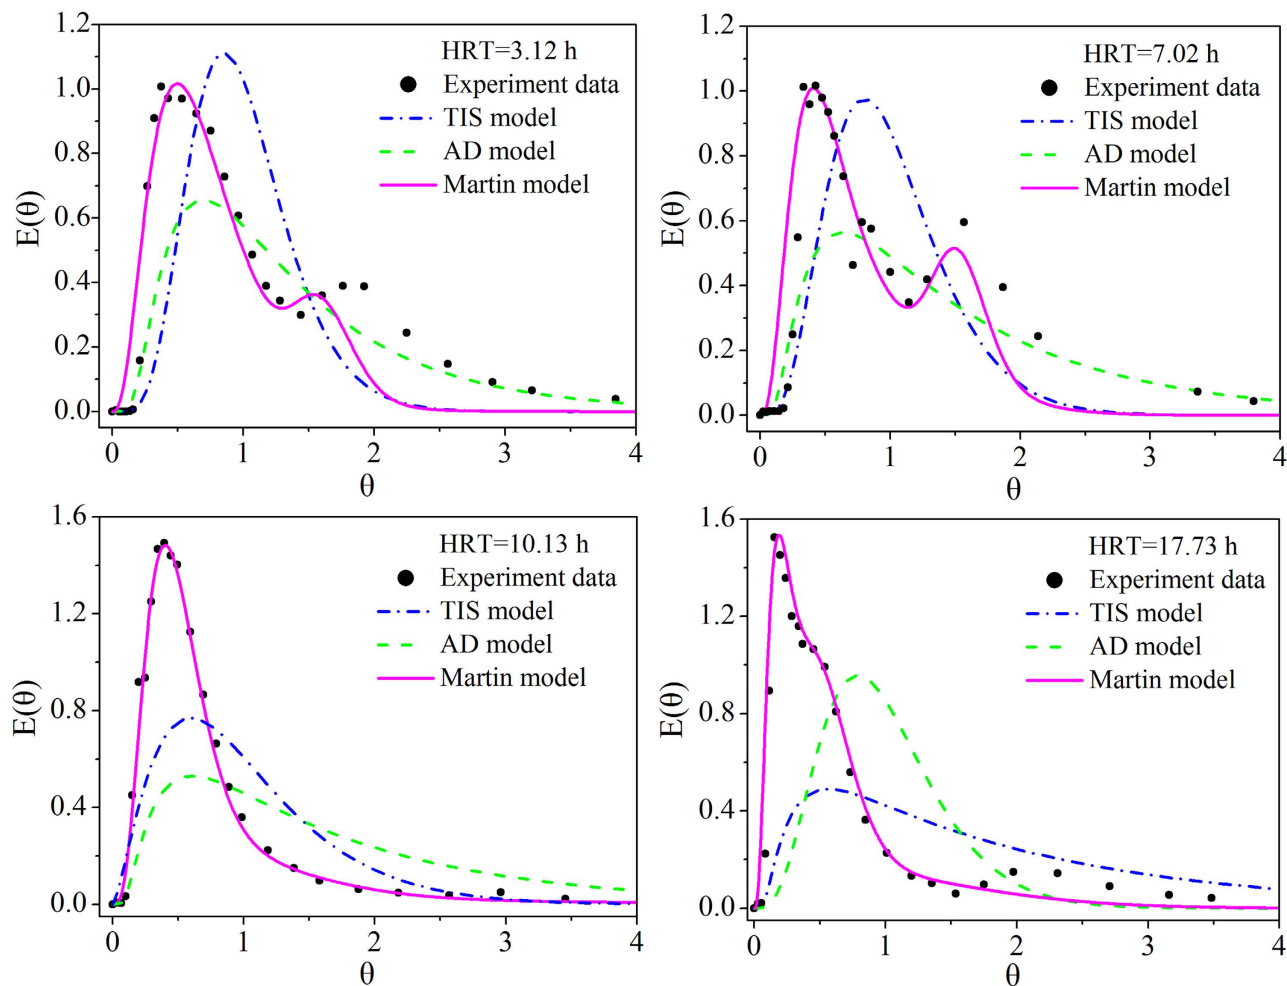 HRT=3.12 h
Experiment data
TIS model
AD model
Martin model
E(θ)
1.2
1.0
0.8
0.6
0.4
0.2
0.0
0 1 2 3 4
θ
HRT=7.02 h
Experiment data
TIS model
AD model
Martin model
E(θ)
1.2
1.0
0.8
0.6
0.4
0.2
0.0
0 1 2 3 4
θ
HRT=10.13 h
Experiment data
TIS model
AD model
Martin model
E(θ)
1.6
1.2
0.8
0.4
0.0
0 1 2 3 4
θ
HRT=17.73 h
Experiment data
TIS model
AD model
Martin model
E(θ)
1.6
1.2
0.8
0.4
0.0
0 1 2 3 4
θ